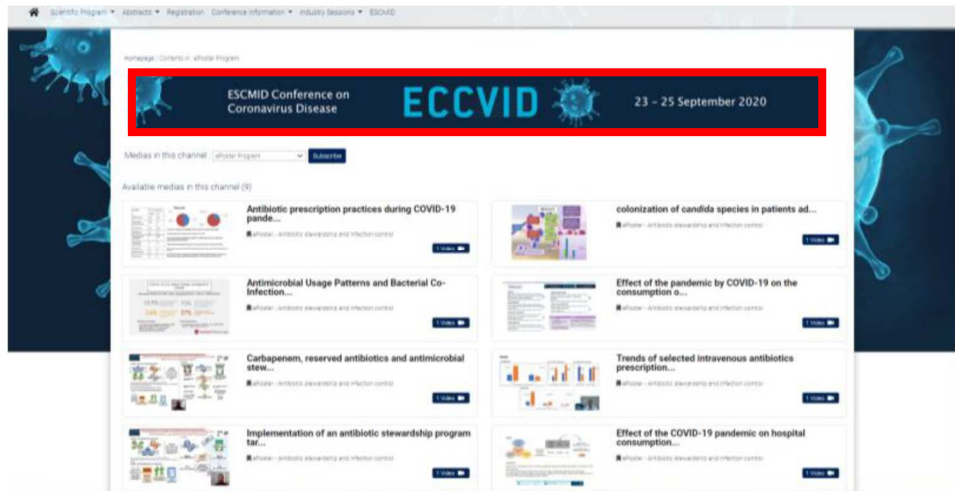 Scientific Program Abstracts Registration Conference information Industry Sessions ESCMID
Homepage / Contents in: ePoster Program
ESCMID Conference on
Coronavirus Disease
ECCVID
23 – 25 September 2020
Medias in this channel ePoster Program Subscribe
Available medias in this channel (9)
Antibiotic prescription practices during COVID-19
pande...
ePoster - Antibiotic stewardship and infection control
1 Video
colonization of candida species in patients ad...
ePoster - Antibiotic stewardship and infection control
1 Video
Antimicrobial Usage Patterns and Bacterial Co-
Infection...
ePoster - Antibiotic stewardship and infection control
1 Video
Effect of the pandemic by COVID-19 on the
consumption o...
ePoster - Antibiotic stewardship and infection control
1 Video
Carbapenem, reserved antibiotics and antimicrobial
stew...
ePoster - Antibiotic stewardship and infection control
1 Video
Trends of selected intravenous antibiotics
prescription...
ePoster - Antibiotic stewardship and infection control
1 Video
Implementation of an antibiotic stewardship program
tar...
ePoster - Antibiotic stewardship and infection control
1 Video
Effect of the COVID-19 pandemic on hospital
consumption...
ePoster - Antibiotic stewardship and infection control
1 Video